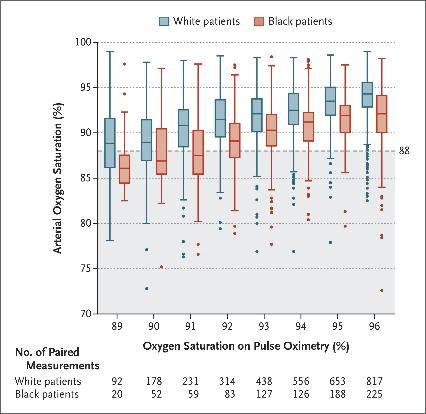 White patients Black patients
100
95
90
85
80
75
70
88
Arterial Oxygen Saturation (%)
89 90 91 92 93 94 95 96
Oxygen Saturation on Pulse Oximetry (%)
No. of Paired
Measurements
White patients 92 178 231 314 438 556 653 817
Black patients 20 52 59 83 127 126 188 225